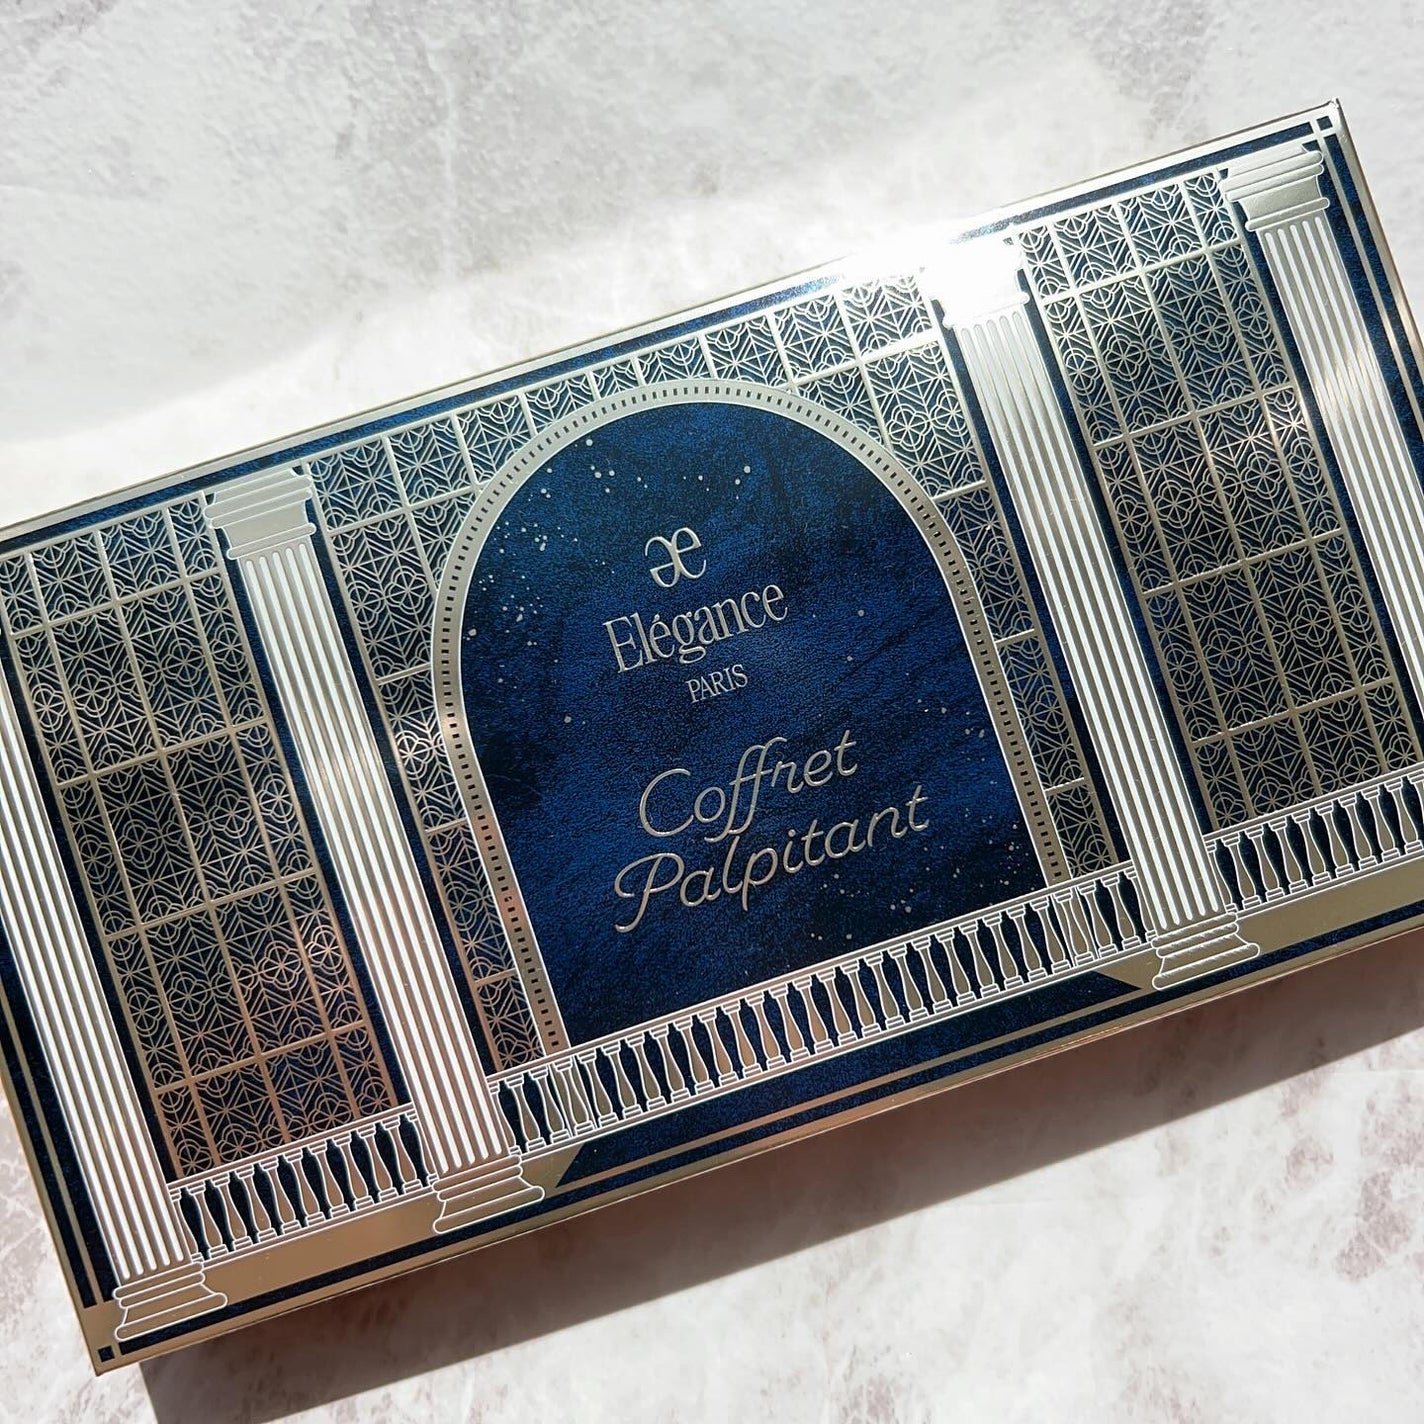 æ
Elégance
PARIS
Coffret
Palpitant